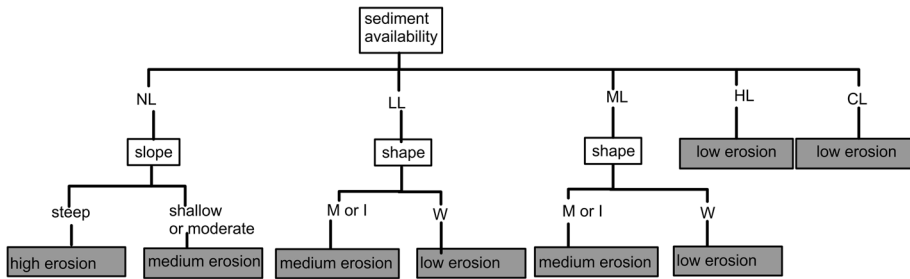 sediment
availability
NL
LL
ML
HL
CL
slope
shape
shape
low erosion
low erosion
steep
shallow
or moderate
M or I
W
M or I
W
high erosion
medium erosion
medium erosion
low erosion
medium erosion
low erosion